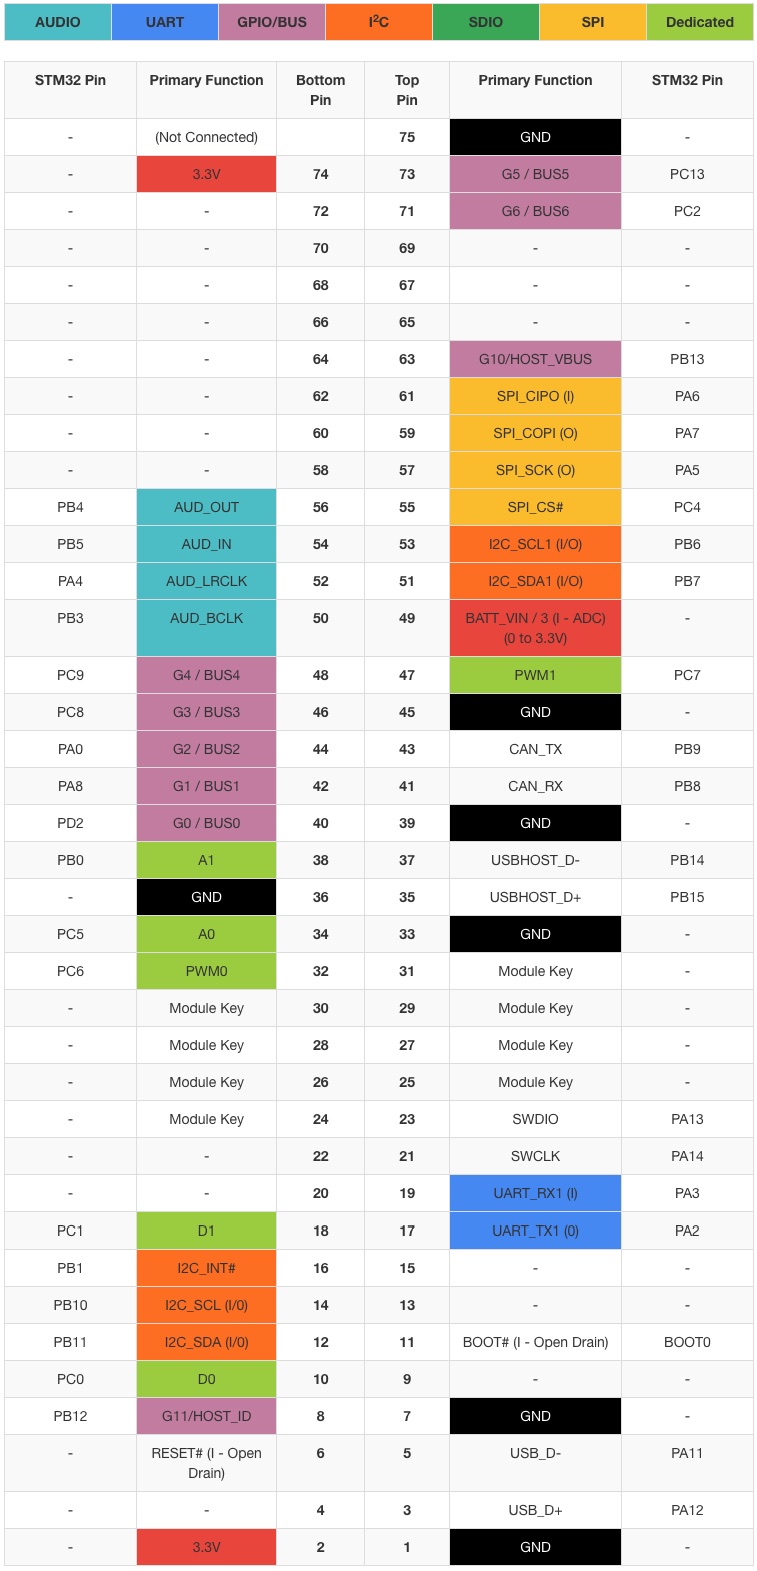 AUDIO UART GPIO/BUS I²C SDIO SPI Dedicated
STM32 Pin Primary Function Bottom Pin Top Pin Primary Function STM32 Pin
- (Not Connected) 75 GND -
- 3.3V 74 73 G5 / BUS5 PC13
- - 72 71 G6 / BUS6 PC2
- - 70 69 - -
- - 68 67 - -
- - 66 65 - -
- - 64 63 G10/HOST_VBUS PB13
- - 62 61 SPI_CIPO (I) PA6
- - 60 59 SPI_COPI (O) PA7
- - 58 57 SPI_SCK (O) PA5
PB4 AUD_OUT 56 55 SPI_CS# PC4
PB5 AUD_IN 54 53 I2C_SCL1 (I/O) PB6
PA4 AUD_LRCLK 52 51 I2C_SDA1 (I/O) PB7
PB3 AUD_BCLK 50 49 BATT_VIN / 3 (I - ADC) (0 to 3.3V) -
PC9 G4 / BUS4 48 47 PWM1 PC7
PC8 G3 / BUS3 46 45 GND -
PA0 G2 / BUS2 44 43 CAN_TX PB9
PA8 G1 / BUS1 42 41 CAN_RX PB8
PD2 G0 / BUS0 40 39 GND -
PB0 A1 38 37 USBHOST_D- PB14
- GND 36 35 USBHOST_D+ PB15
PC5 A0 34 33 GND -
PC6 PWM0 32 31 Module Key -
- Module Key 30 29 Module Key -
- Module Key 28 27 Module Key -
- Module Key 26 25 Module Key -
- Module Key 24 23 SWDIO PA13
- - 22 21 SWCLK PA14
- - 20 19 UART_RX1 (I) PA3
PC1 D1 18 17 UART_TX1 (0) PA2
PB1 I2C_INT# 16 15 - -
PB10 I2C_SCL (I/0) 14 13 - -
PB11 I2C_SDA (I/0) 12 11 BOOT# (I - Open Drain) BOOT0
PC0 D0 10 9 - -
PB12 G11/HOST_ID 8 7 GND -
- RESET# (I - Open Drain) 6 5 USB_D- PA11
- - 4 3 USB_D+ PA12
- 3.3V 2 1 GND -